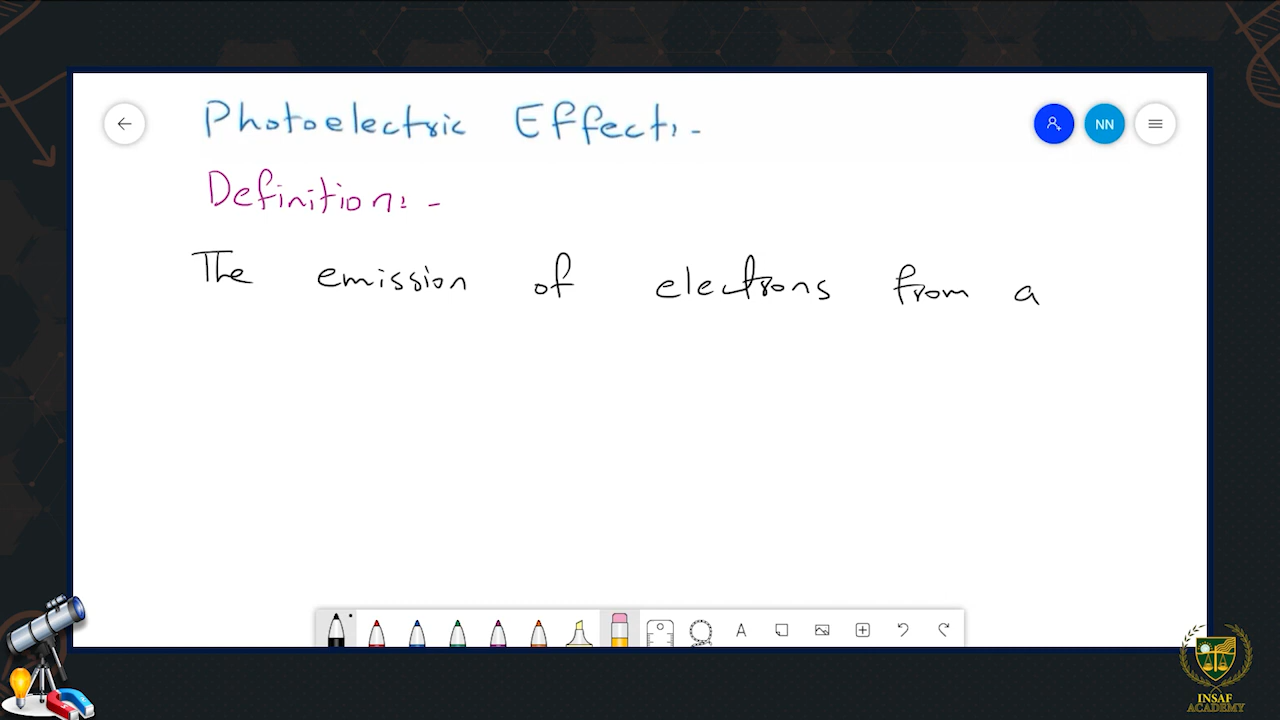 Photoelectric Effect:-
NN
Definition:-
The emission of electrons from a
A
INSAF
ACADEMY